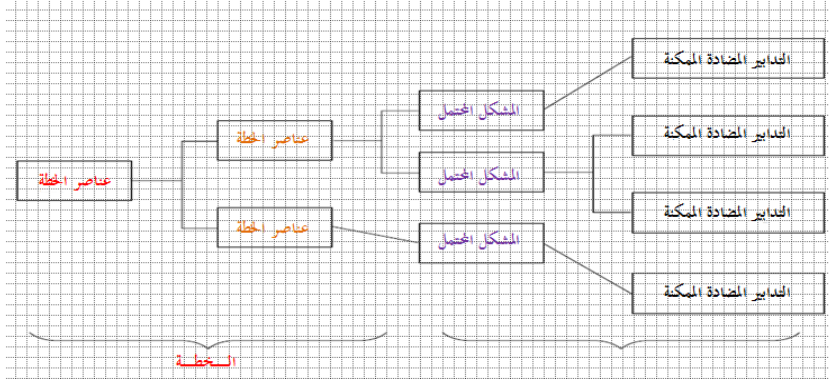 التدابير المضادة الممكنة
المشكل المحتمل
عناصر الخطة
التدابير المضادة الممكنة
عناصر الخطة
المشكل المحتمل
التدابير المضادة الممكنة
عناصر الخطة
المشكل المحتمل
التدابير المضادة الممكنة
الـــخطـــة